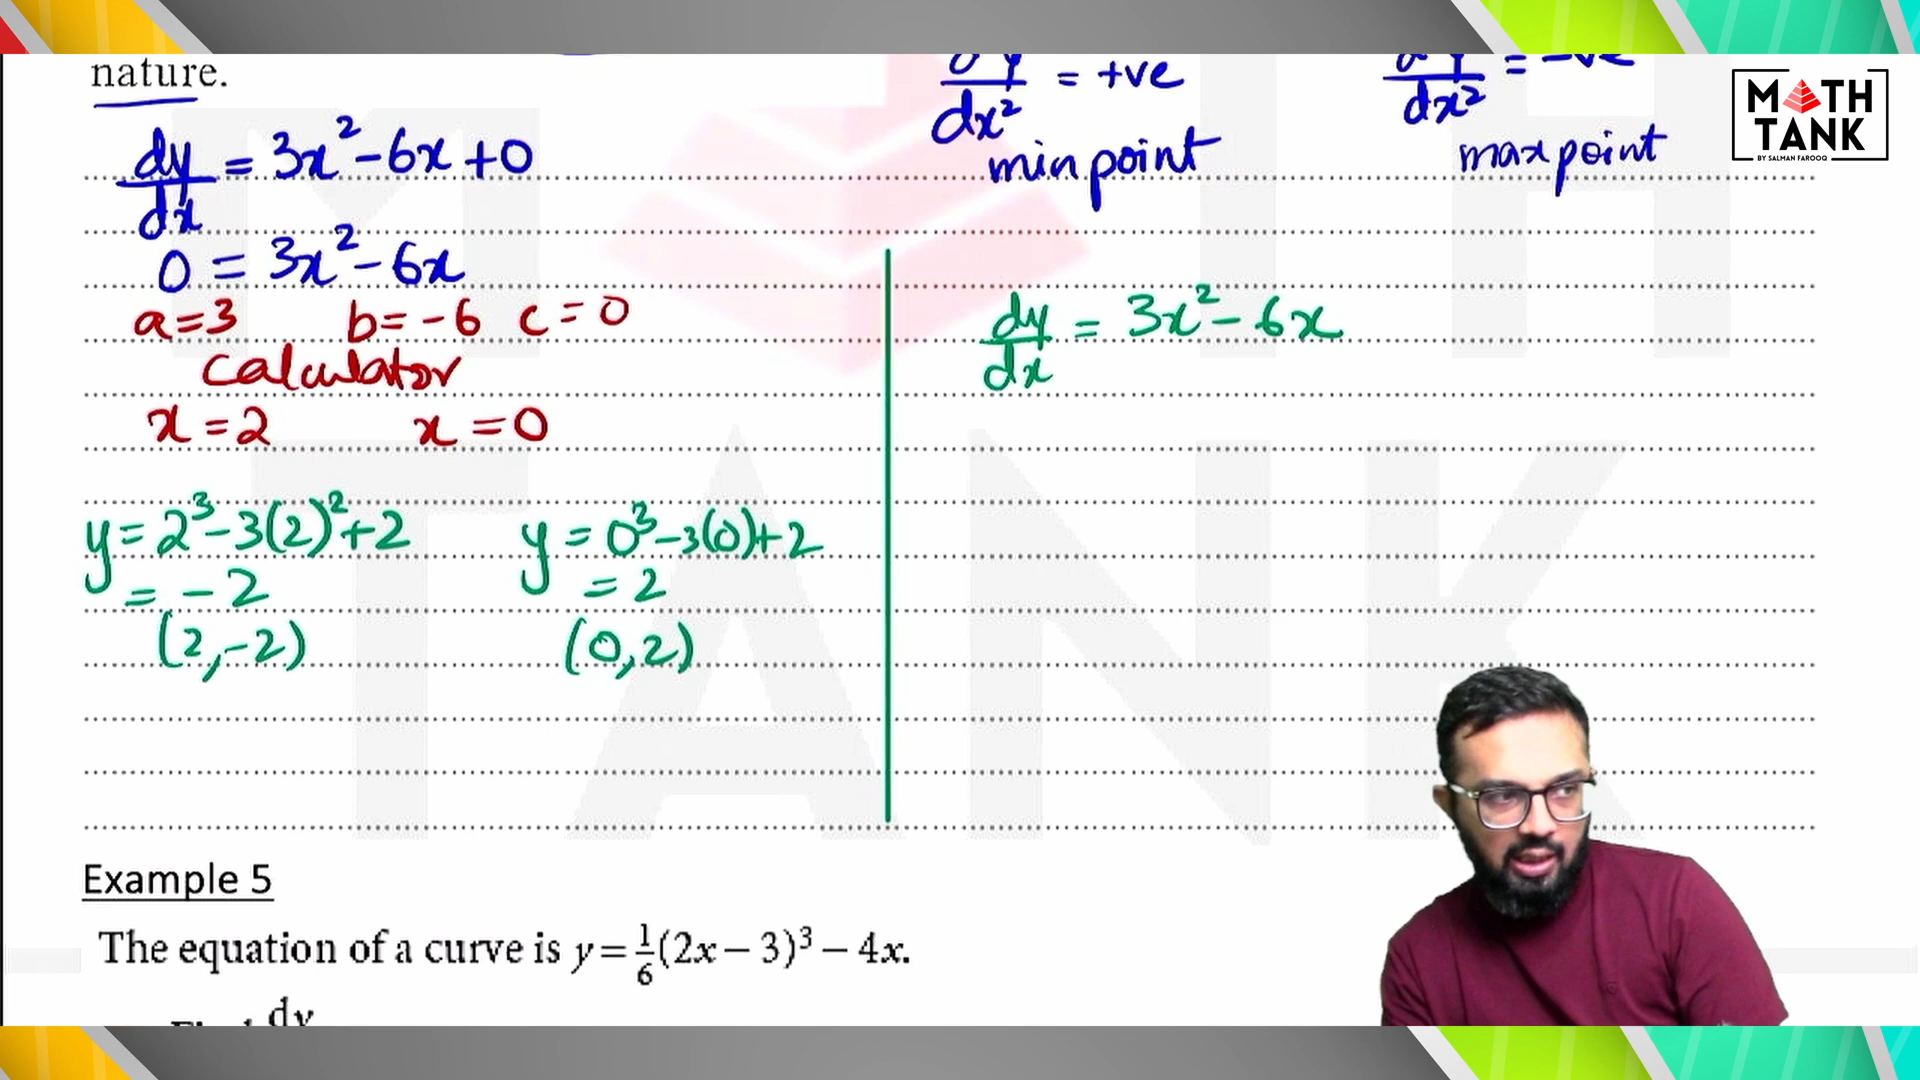 nature.
dy/dx = 3x² - 6x + 0
0 = 3x² - 6x
a = 3 b = -6 c = 0
calculator
x = 2 x = 0
y = 2³ - 3(2)² + 2
= -2
(2, -2)
y = 0³ - 3(0) + 2
= 2
(0, 2)
dx² = +ve
min point
dx² = -ve
max point
dy/dx = 3x² - 6x
MATH
TANK
BY SALMAN FAROOQ
Example 5
The equation of a curve is y = 1/6(2x – 3)³ – 4x.
dy